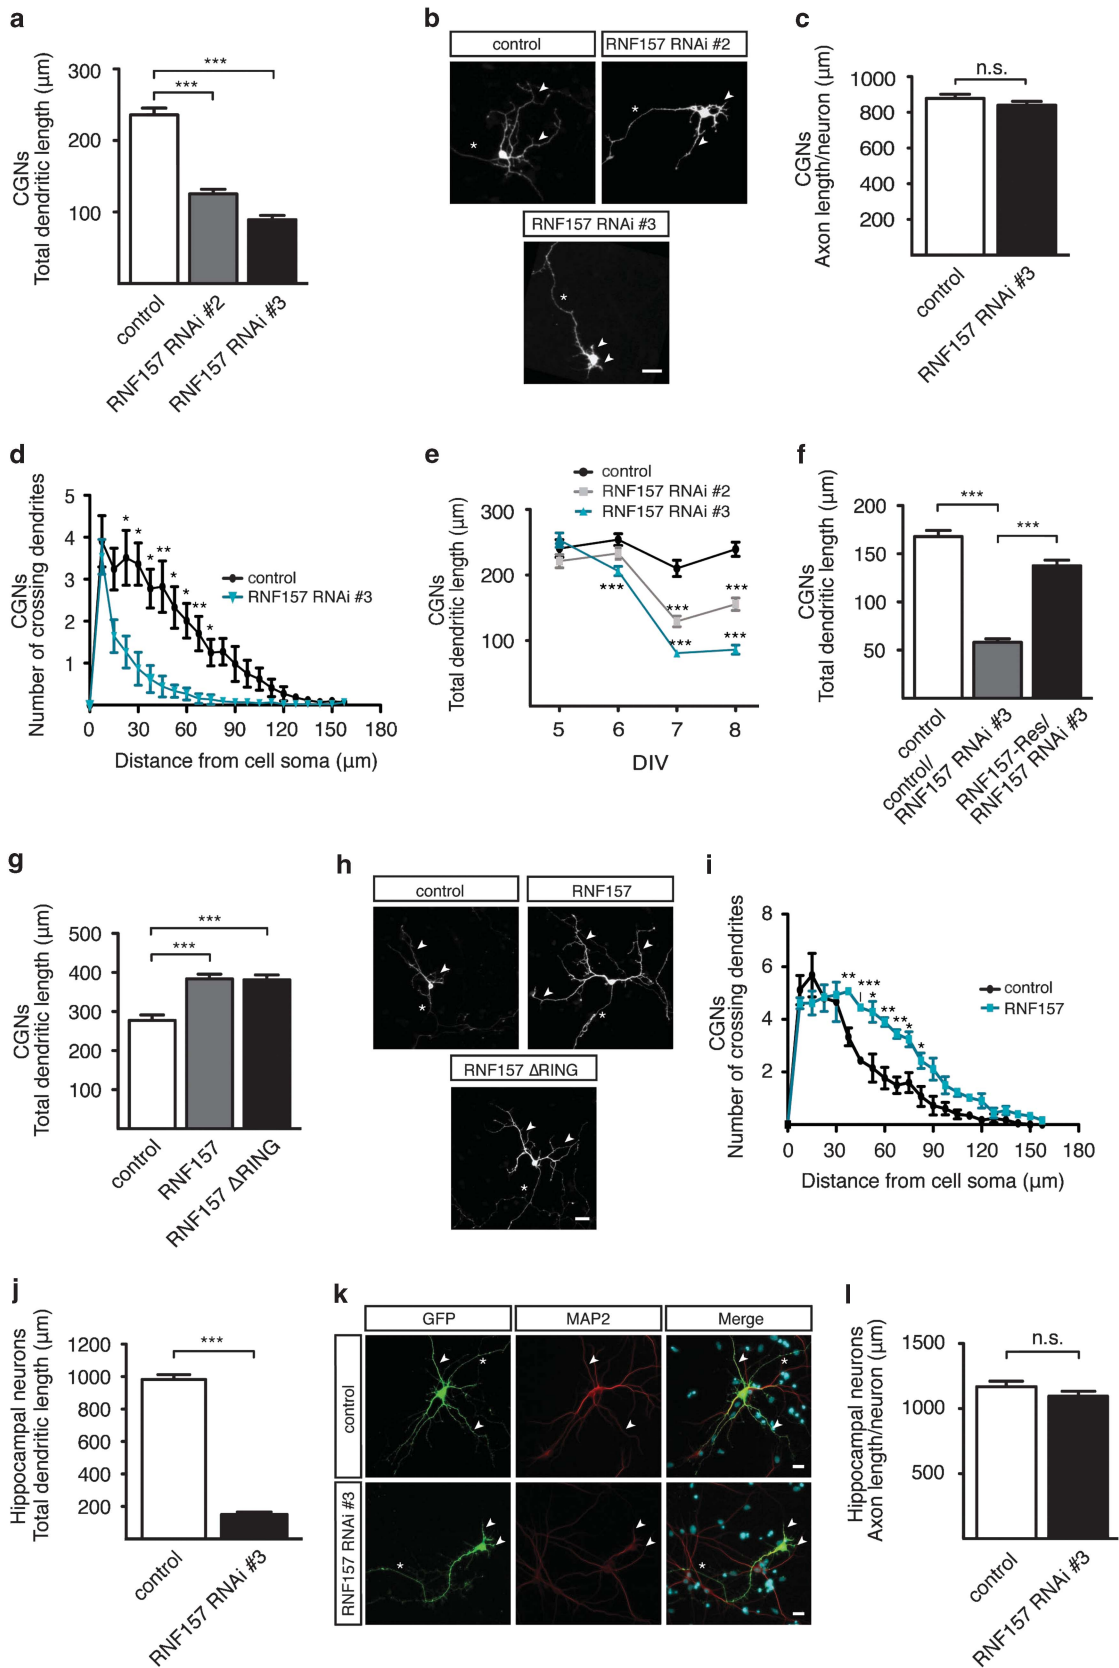 a
CGNs
Total dendritic length (μm)
300
200
100
***
***
control
RNF157 RNAi #2
RNF157 RNAi #3
b
control
RNF157 RNAi #2
*
*
RNF157 RNAi #3
*
c
CGNs
Axon length/neuron (μm)
1000
800
600
400
200
n.s.
control
RNF157 RNAi #3
d
CGNs
Number of crossing dendrites
5
4
3
2
1
* * * ** * * ** *
control
RNF157 RNAi #3
0 30 60 90 120 150 180
Distance from cell soma (μm)
e
control
RNF157 RNAi #2
RNF157 RNAi #3
CGNs
Total dendritic length (μm)
300
200
100
***
*** ***
*** ***
5 6 7 8
DIV
f
CGNs
Total dendritic length (μm)
200
150
100
50
***
***
control
control/
RNF157 RNAi #3
RNF157-Res/
RNF157 RNAi #3
g
CGNs
Total dendritic length (μm)
500
400
300
200
100
***
***
control
RNF157
RNF157 ΔRING
h
control
RNF157
*
*
RNF157 ΔRING
*
i
CGNs
Number of crossing dendrites
8
6
4
2
** *** * ** ** * *
control
RNF157
0 30 60 90 120 150 180
Distance from cell soma (μm)
j
Hippocampal neurons
Total dendritic length (μm)
1200
1000
800
600
400
200
***
control
RNF157 RNAi #3
k
GFP
MAP2
Merge
control
* *
RNF157 RNAi #3
* *
l
Hippocampal neurons
Axon length/neuron (μm)
1500
1000
500
n.s.
control
RNF157 RNAi #3